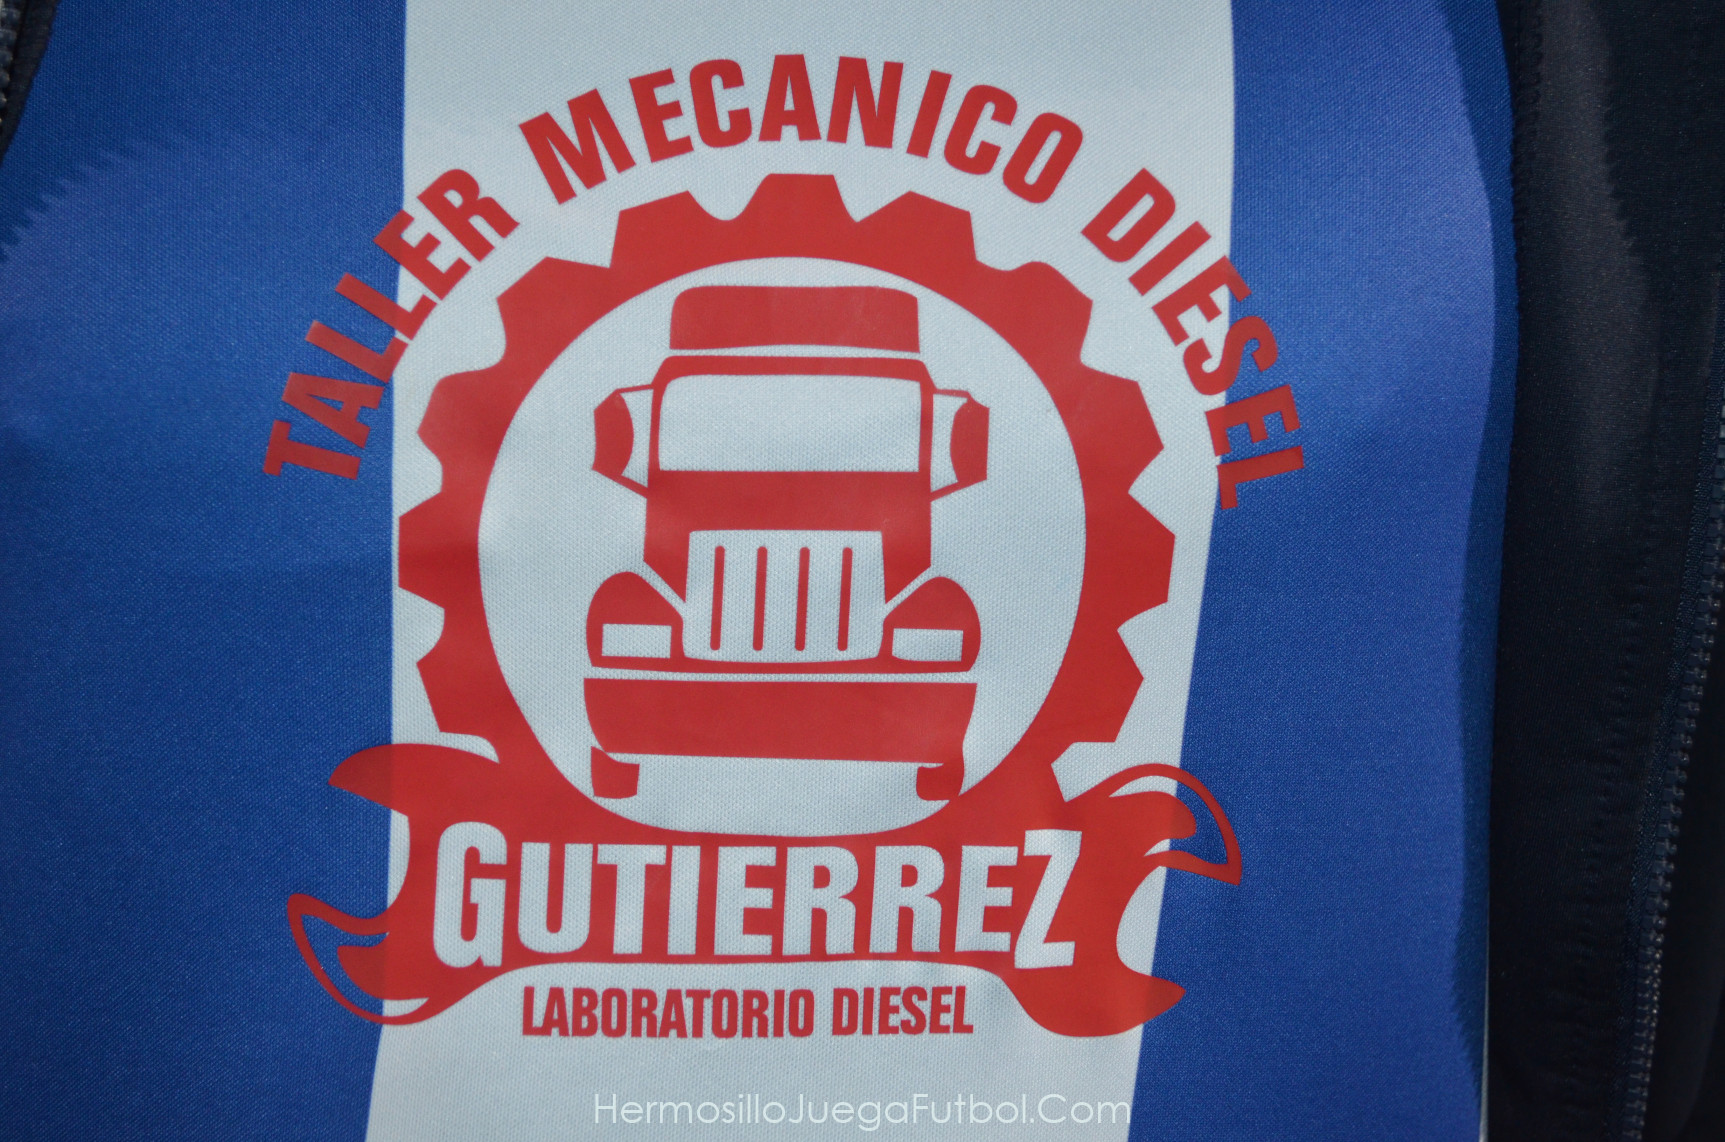 TALLER MECANICO DIESEL
GUTIERREZ
LABORATORIO DIESEL
HermosilloJuegaFutbol.Com